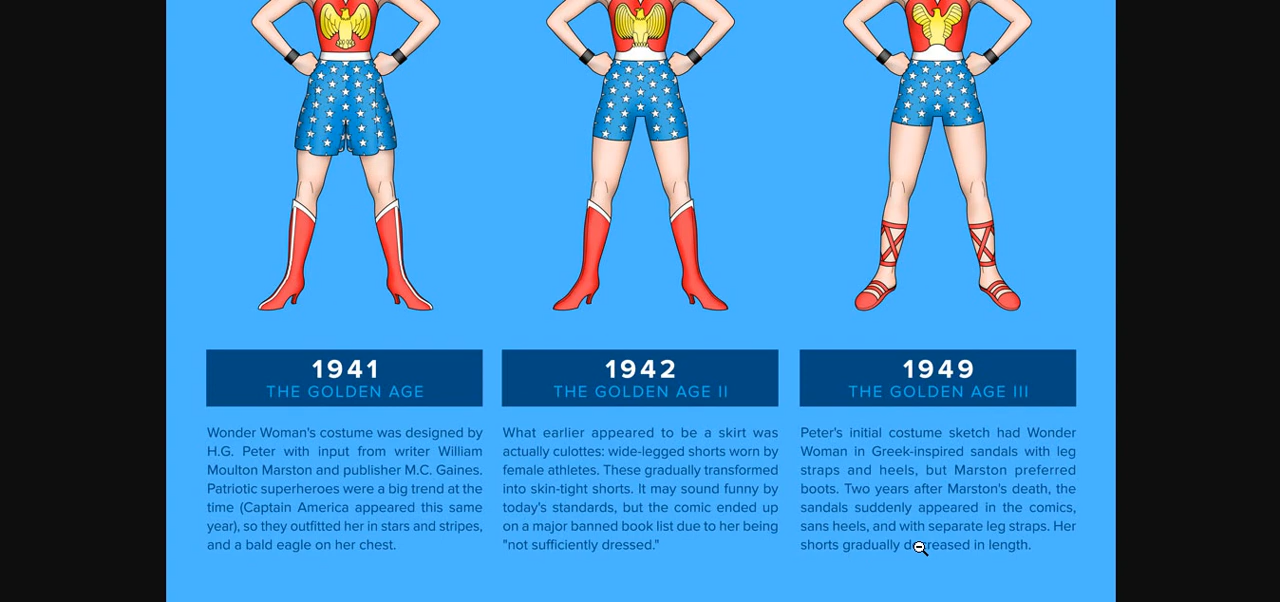 1941
THE GOLDEN AGE
Wonder Woman's costume was designed by
H.G. Peter with input from writer William
Moulton Marston and publisher M.C. Gaines.
Patriotic superheroes were a big trend at the
time (Captain America appeared this same
year), so they outfitted her in stars and stripes,
and a bald eagle on her chest.
1942
THE GOLDEN AGE II
What earlier appeared to be a skirt was
actually culottes: wide-legged shorts worn by
female athletes. These gradually transformed
into skin-tight shorts. It may sound funny by
today's standards, but the comic ended up
on a major banned book list due to her being
"not sufficiently dressed."
1949
THE GOLDEN AGE III
Peter's initial costume sketch had Wonder
Woman in Greek-inspired sandals with leg
straps and heels, but Marston preferred
boots. Two years after Marston's death, the
sandals suddenly appeared in the comics,
sans heels, and with separate leg straps. Her
shorts gradually decreased in length.